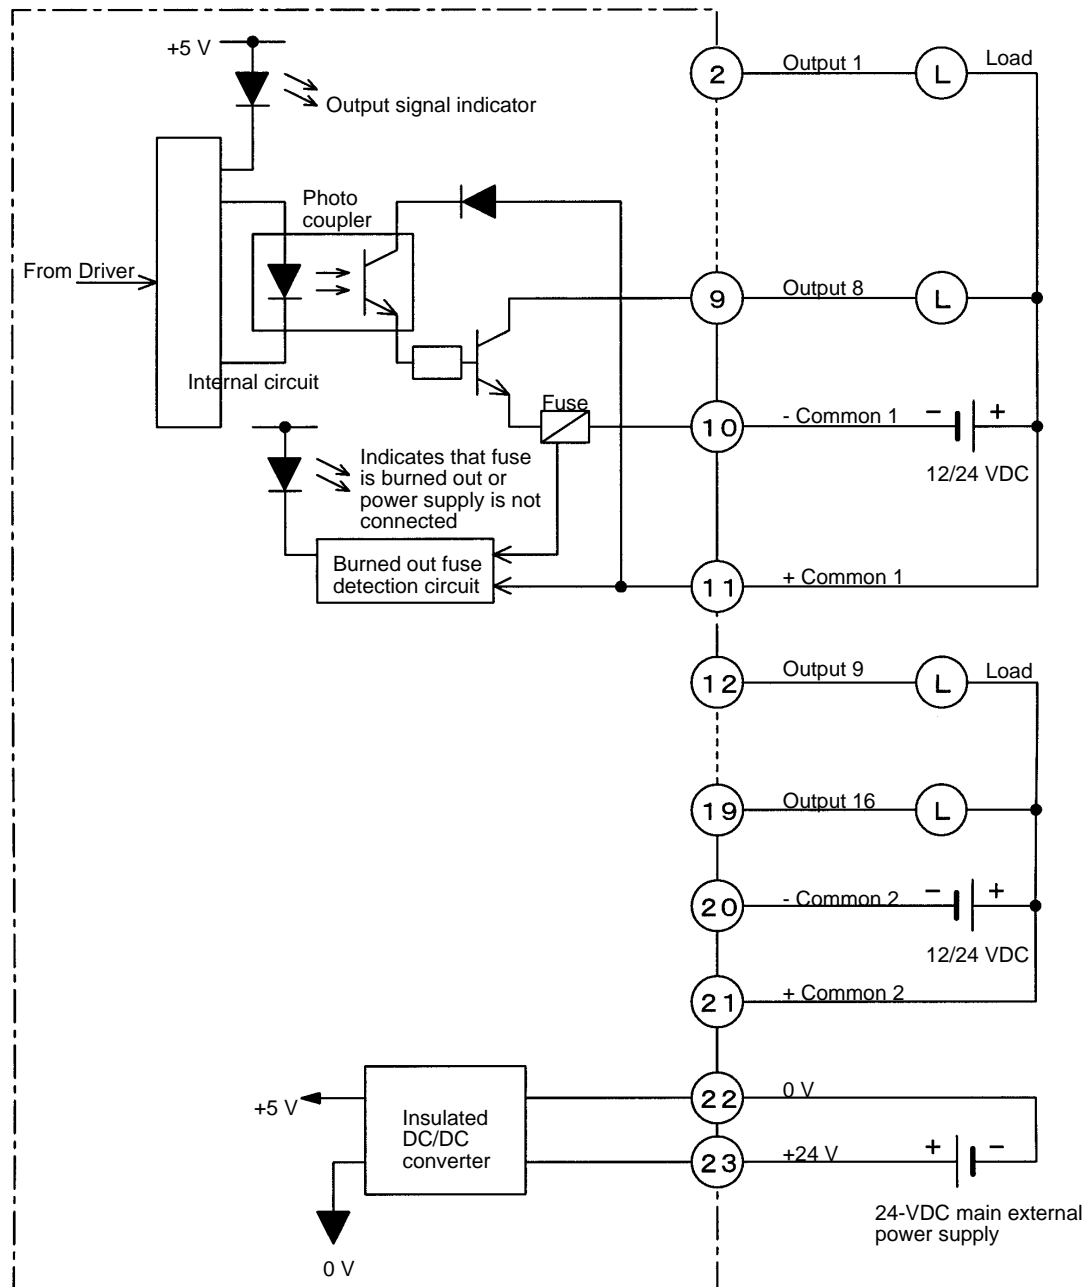 +5 V
Output signal indicator
2
Output 1
L
Load
Photo
coupler
From Driver
9
Output 8
L
Internal circuit
Fuse
10
- Common 1
−
+
12/24 VDC
Indicates that fuse
is burned out or
power supply is not
connected
Burned out fuse
detection circuit
11
+ Common 1
12
Output 9
L
Load
19
Output 16
L
20
- Common 2
−
+
12/24 VDC
21
+ Common 2
+5 V
Insulated
DC/DC
converter
22
0 V
23
+24 V
+
−
24-VDC main external
power supply
0 V